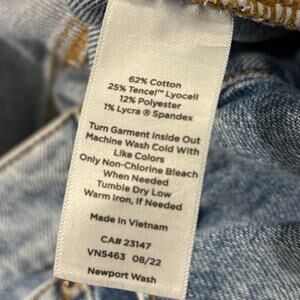 62% Cotton
25% Tencel™ Lyocell
12% Polyester
1% Lycra ® Spandex
Turn Garment Inside Out
Machine Wash Cold With
Like Colors
Only Non-Chlorine Bleach
When Needed
Tumble Dry Low
Warm Iron, If Needed
Made In Vietnam
CA# 23147
VN5463 08/22
Newport Wash